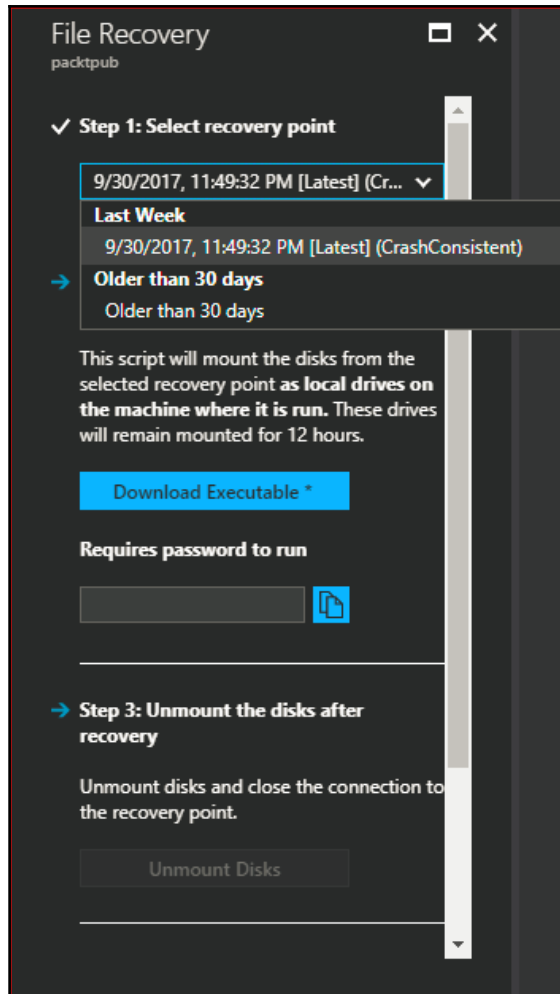 File Recovery
packtpub
Step 1: Select recovery point
9/30/2017, 11:49:32 PM [Latest] (Cr...
Last Week
9/30/2017, 11:49:32 PM [Latest] (CrashConsistent)
Older than 30 days
Older than 30 days
This script will mount the disks from the
selected recovery point as local drives on
the machine where it is run. These drives
will remain mounted for 12 hours.
Download Executable *
Requires password to run
Step 3: Unmount the disks after
recovery
Unmount disks and close the connection to
the recovery point.
Unmount Disks